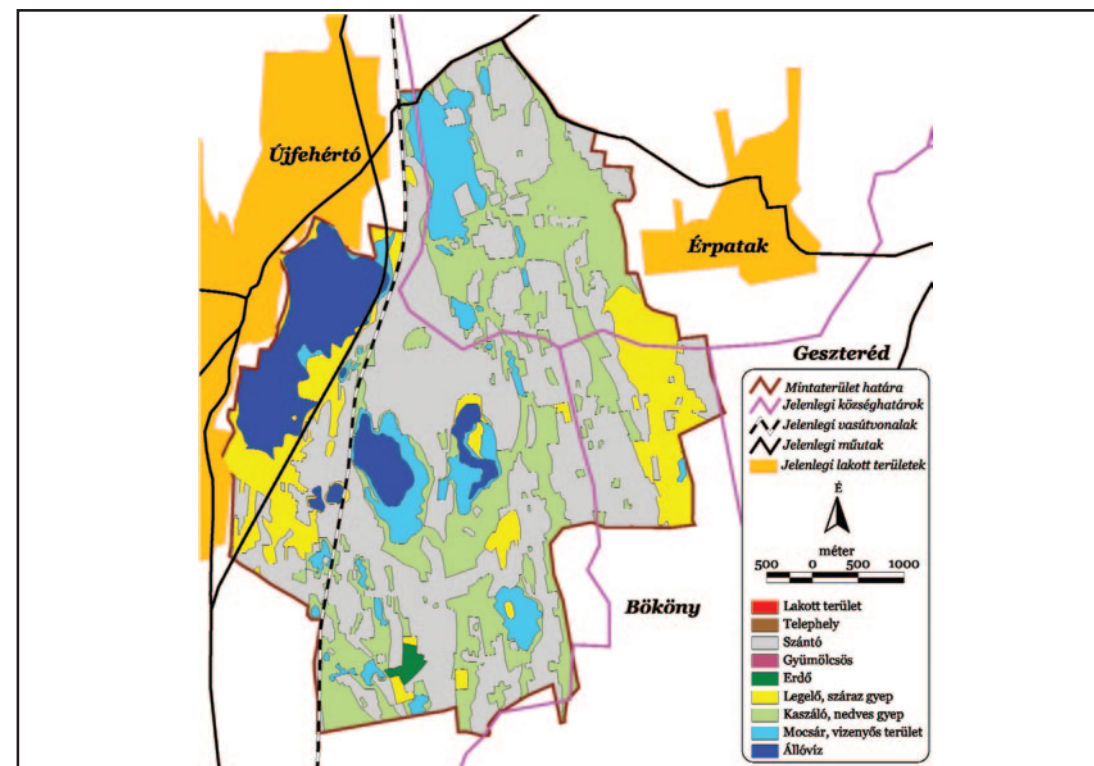 Újfehértó
Érpatak
Geszteréd
Bököny
Mintaterület határa
Jelenlegi községhatárok
Jelenlegi vasútvonalak
Jelenlegi műutak
Jelenlegi lakott területek
É
méter
500 0 500 1000
Lakott terület
Telephely
Szántó
Gyümölcsös
Erdő
Legelő, száraz gyep
Kaszáló, nedves gyep
Mocsár, vizenyős terület
Állóvíz